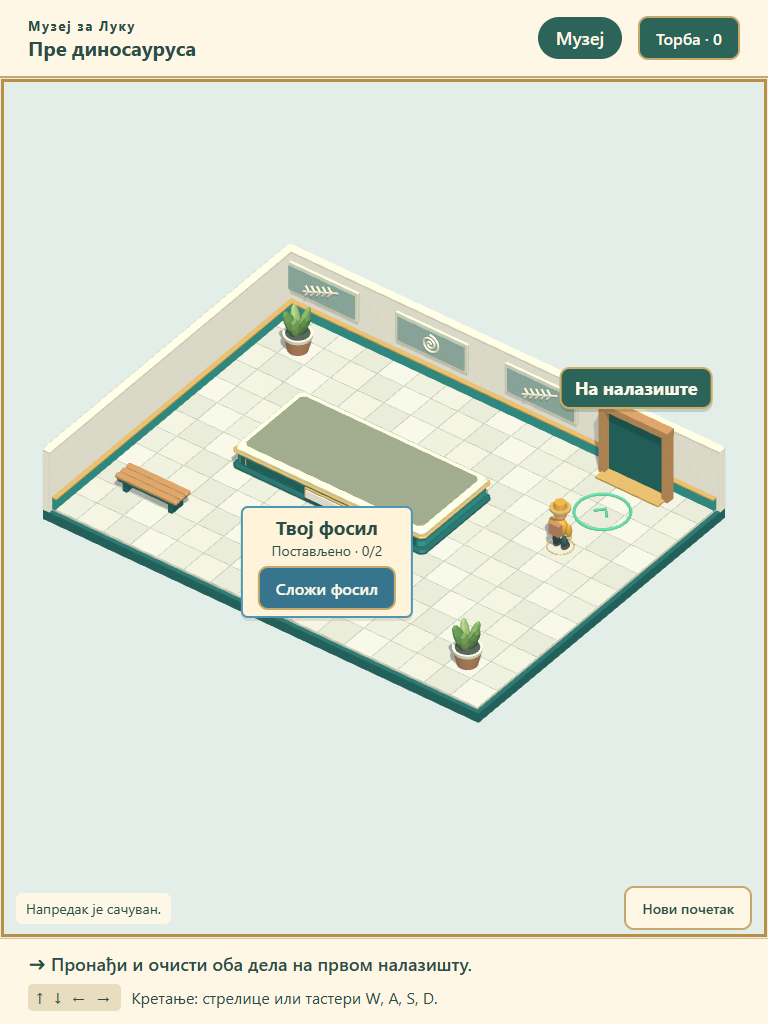 Музеј за Луку
Пре диносауруса
Музеј
Торба · 0
На налазиште
Твој фосил
Постављено · 0/2
Сложи фосил
Напредак је сачуван.
Нови почетак
→ Пронађи и очисти оба дела на првом налазишту.
↑ ↓ ← → Кретање: стрелице или тастери W, A, S, D.